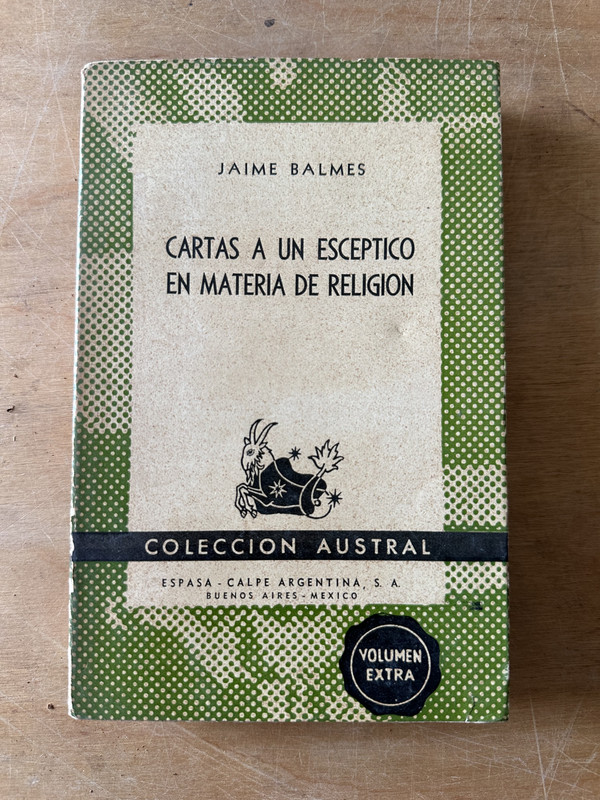 JAIME BALMES
CARTAS A UN ESCEPTICO
EN MATERIA DE RELIGION
COLECCION AUSTRAL
ESPASA - CALPE ARGENTINA, S. A.
BUENOS AIRES - MEXICO
VOLUMEN
EXTRA